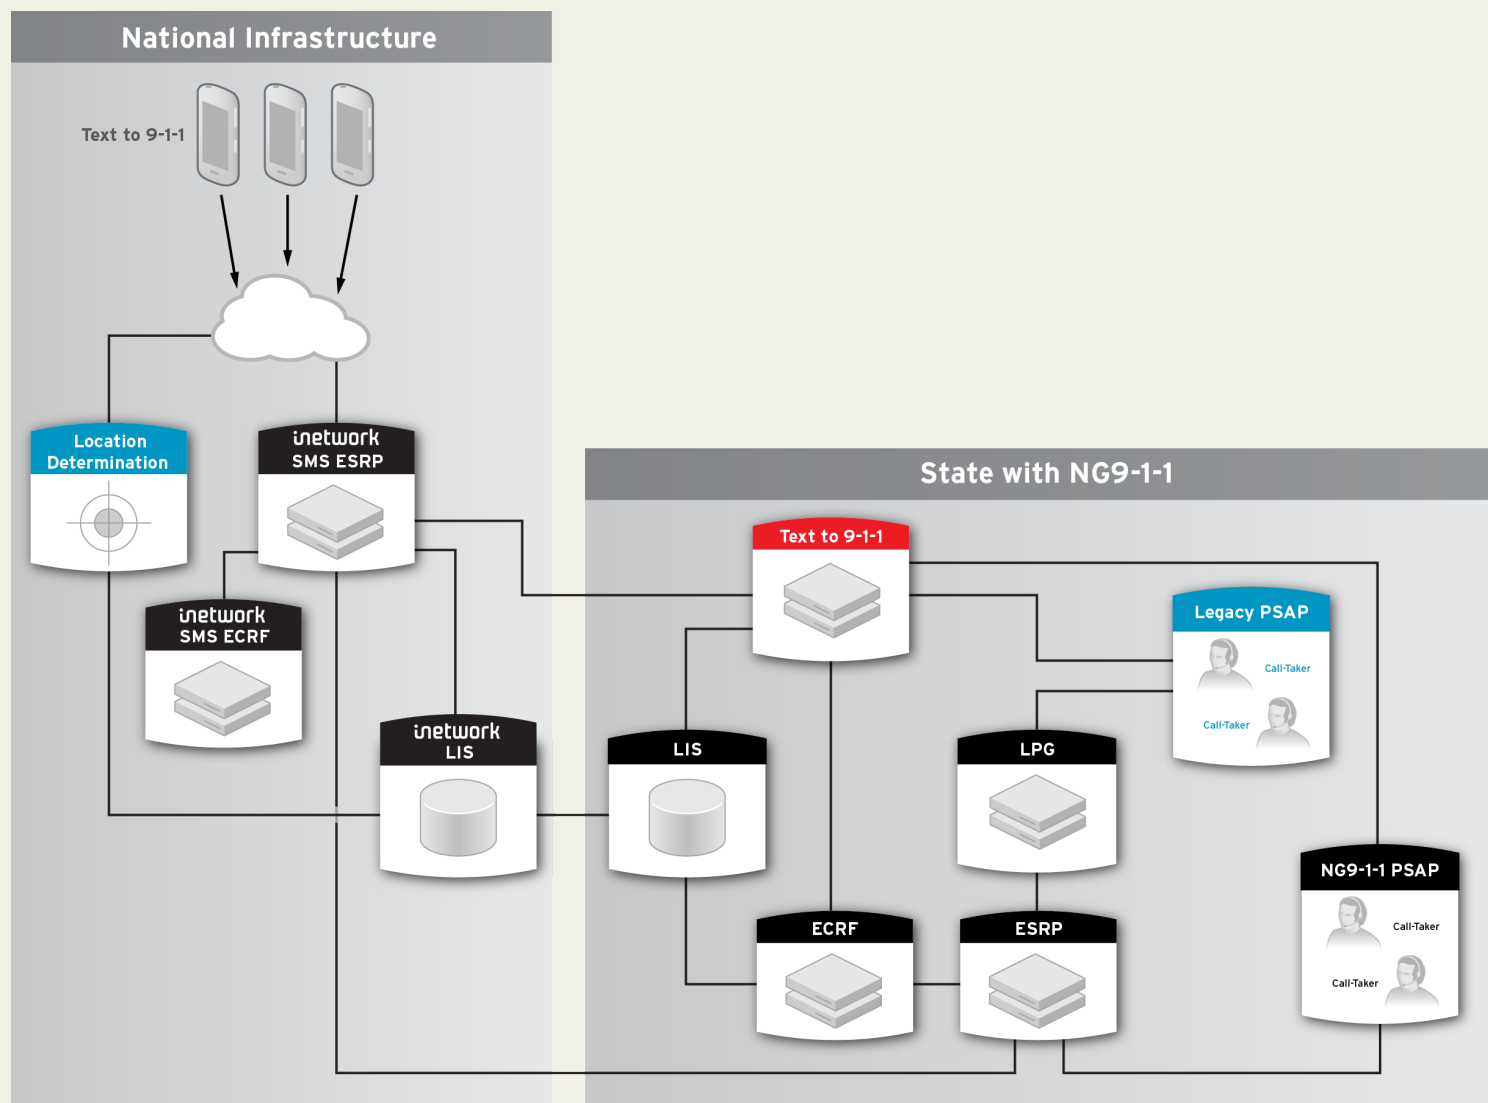 National Infrastructure
Text to 9-1-1
Location
Determination
inetwork
SMS ESRP
inetwork
SMS ECRF
inetwork
LIS
State with NG9-1-1
Text to 9-1-1
Legacy PSAP
Call-Taker
Call-Taker
LIS
LPG
NG9-1-1 PSAP
Call-Taker
Call-Taker
ECRF
ESRP